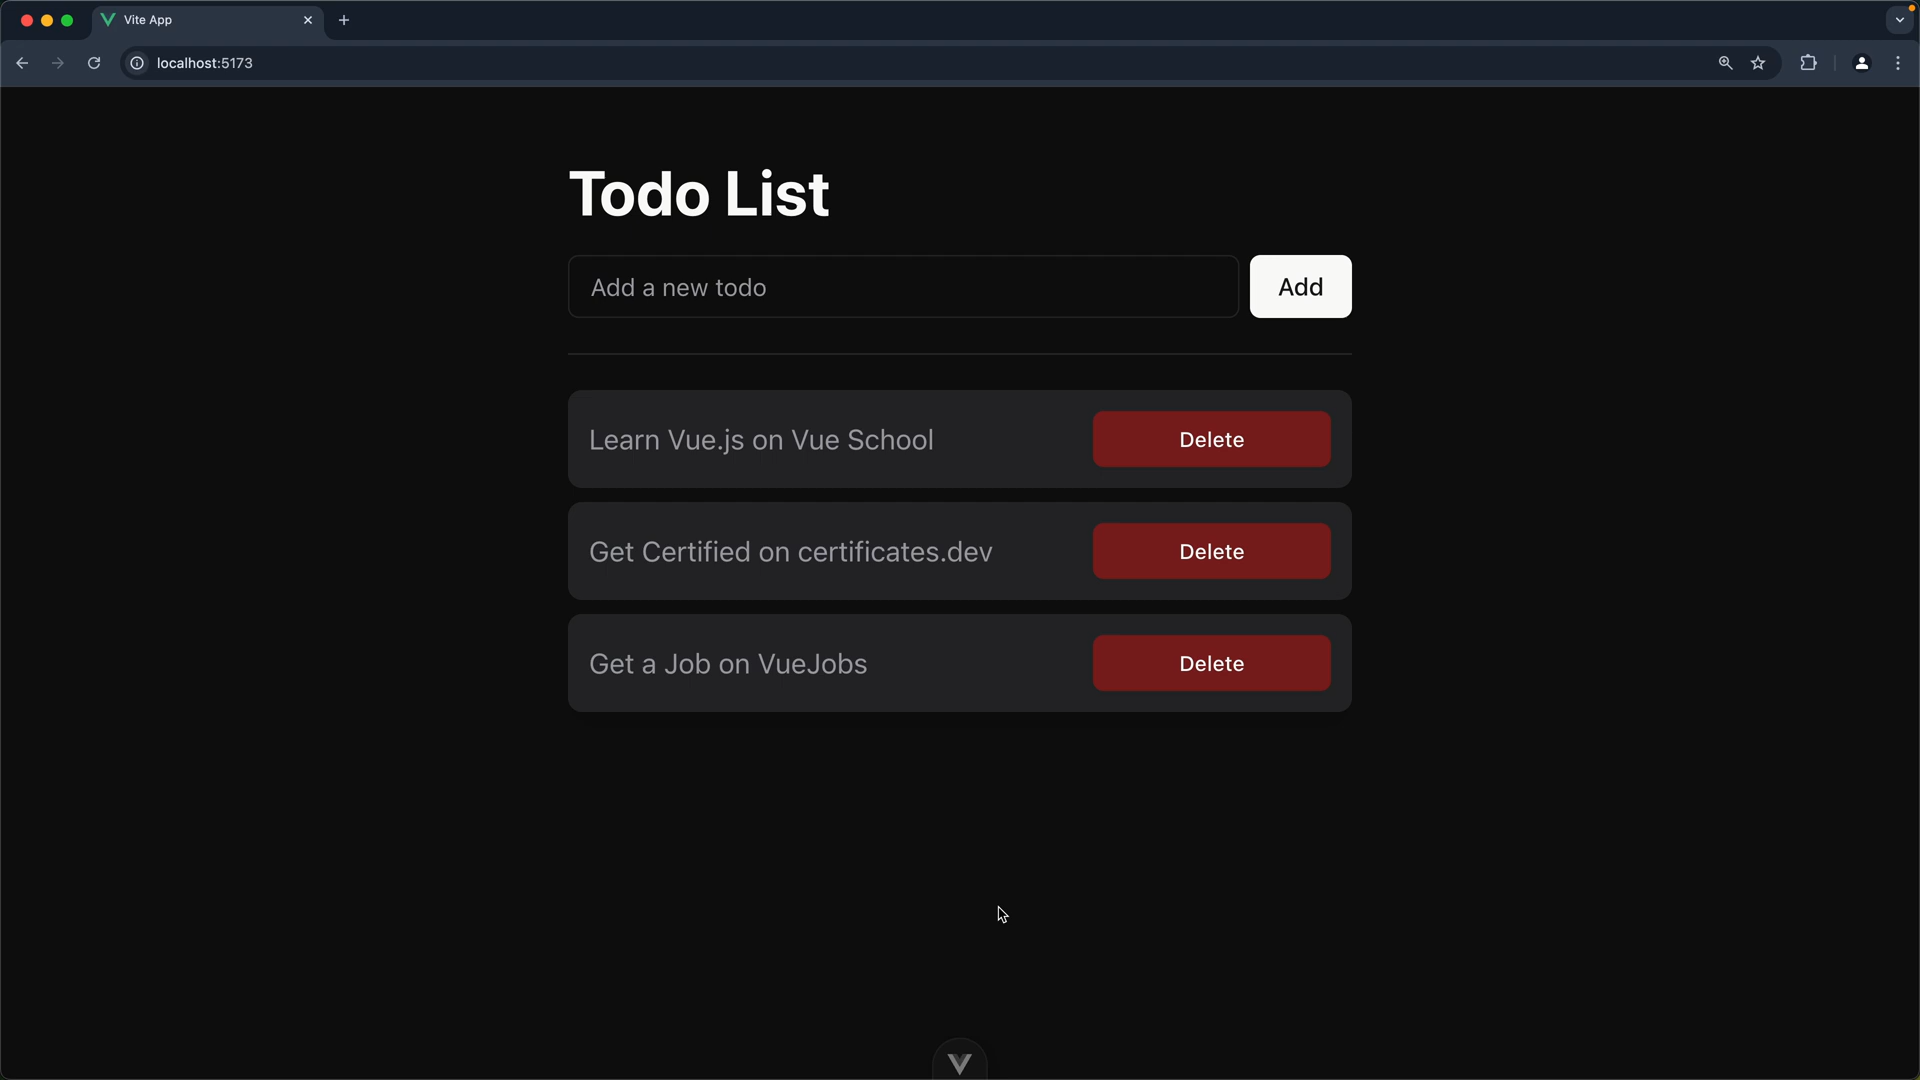 Vite App
localhost:5173
Todo List
Add a new todo
Add
Learn Vue.js on Vue School
Delete
Get Certified on certificates.dev
Delete
Get a Job on VueJobs
Delete